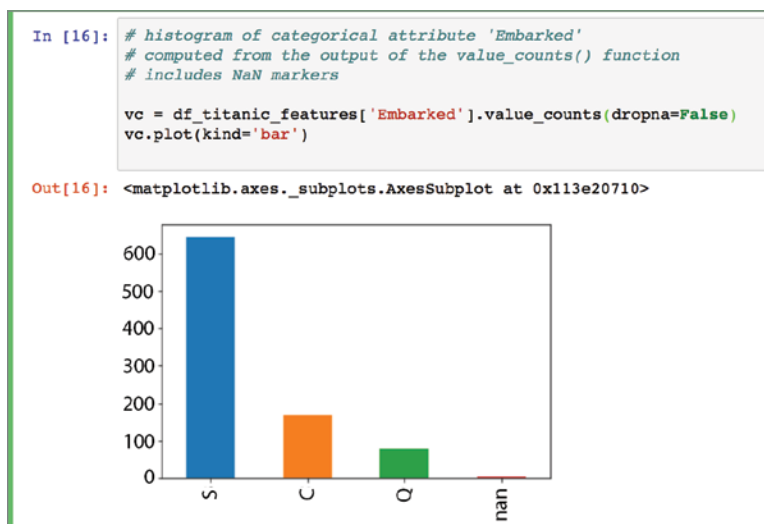 In [16]: # histogram of categorical attribute 'Embarked'
# computed from the output of the value_counts() function
# includes NaN markers
vc = df_titanic_features['Embarked'].value_counts(dropna=False)
vc.plot(kind='bar')
Out[16]: <matplotlib.axes._subplots.AxesSubplot at 0x113e20710>
600
500
400
300
200
100
0
S
C
Q
nan